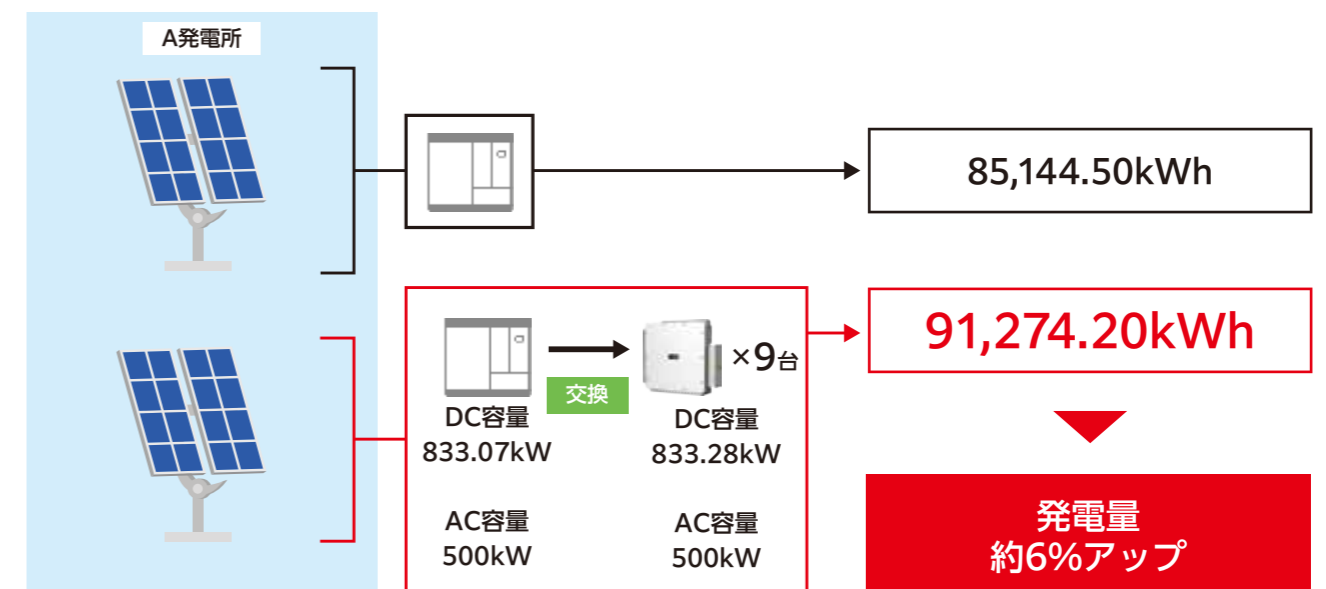 A発電所
85,144.50kWh
交換
×9台
DC容量
833.07kW
AC容量
500kW
DC容量
833.28kW
AC容量
500kW
91,274.20kWh
発電量
約6%アップ